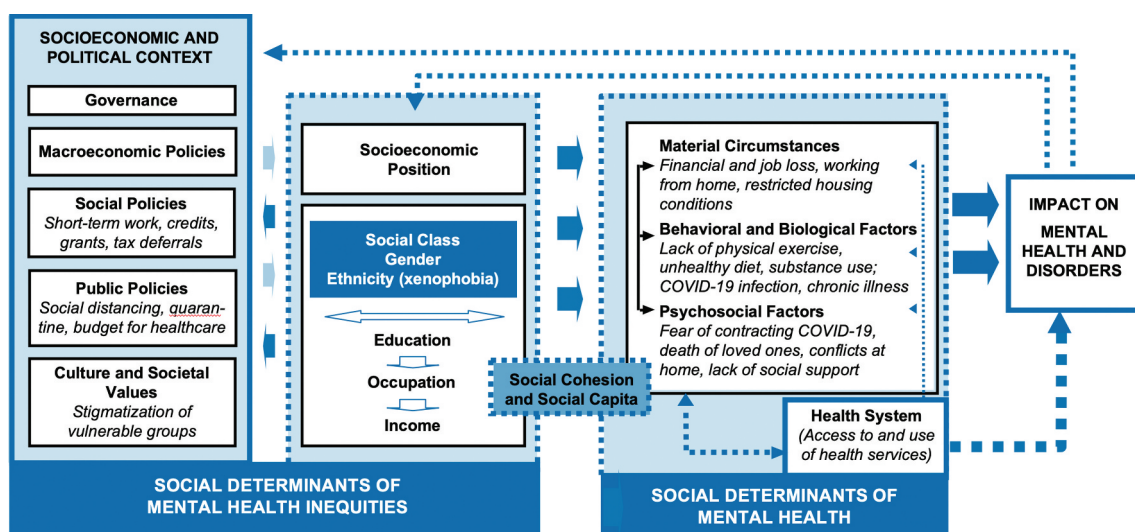 SOCIOECONOMIC AND
POLITICAL CONTEXT
Governance
Macroeconomic Policies
Social Policies
Short-term work, credits,
grants, tax deferrals
Public Policies
Social distancing, quaran-
tine, budget for healthcare
Culture and Societal
Values
Stigmatization of
vulnerable groups
Socioeconomic
Position
Social Class
Gender
Ethnicity (xenophobia)
Education
Occupation
Income
SOCIAL DETERMINANTS OF
MENTAL HEALTH INEQUITIES
Social Cohesion
and Social Capita
Material Circumstances
Financial and job loss, working
from home, restricted housing
conditions
Behavioral and Biological Factors
Lack of physical exercise,
unhealthy diet, substance use;
COVID-19 infection, chronic illness
Psychosocial Factors
Fear of contracting COVID-19,
death of loved ones, conflicts at
home, lack of social support
Health System
(Access to and use
of health services)
SOCIAL DETERMINANTS OF
MENTAL HEALTH
IMPACT ON
MENTAL
HEALTH AND
DISORDERS